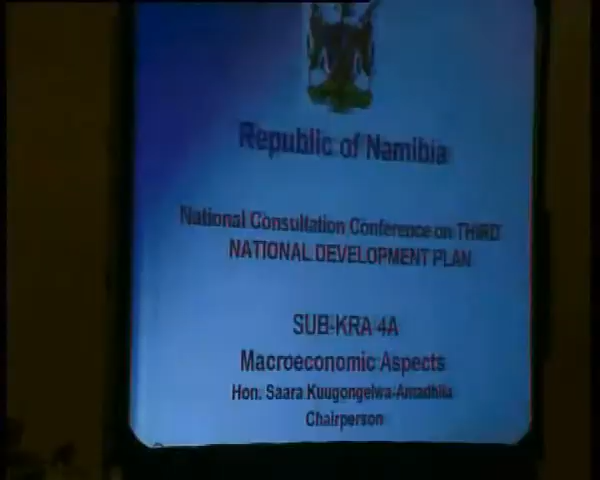 Republic of Namibia
National Consultation Conference on THIRD
NATIONAL DEVELOPMENT PLAN
SUB-KRA 4A
Macroeconomic Aspects
Hon. Saara Kuugongelwa-Amadhila
Chairperson